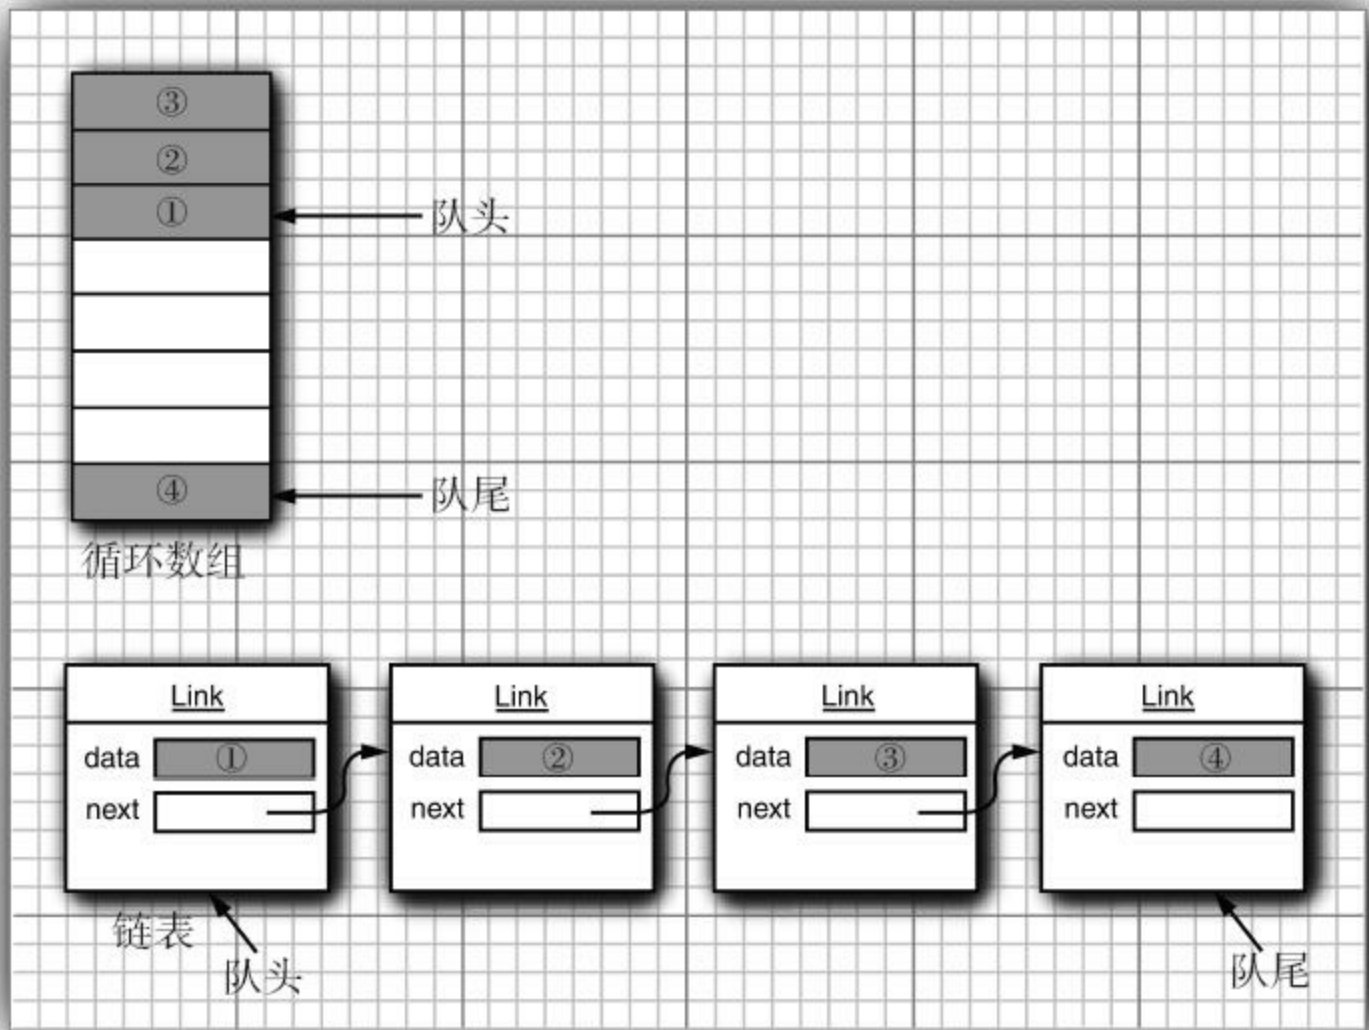 ③
②
①
队头
④
队尾
循环数组
Link Link Link Link
data ① data ② data ③ data ④
next next next next
链表
队头
队尾